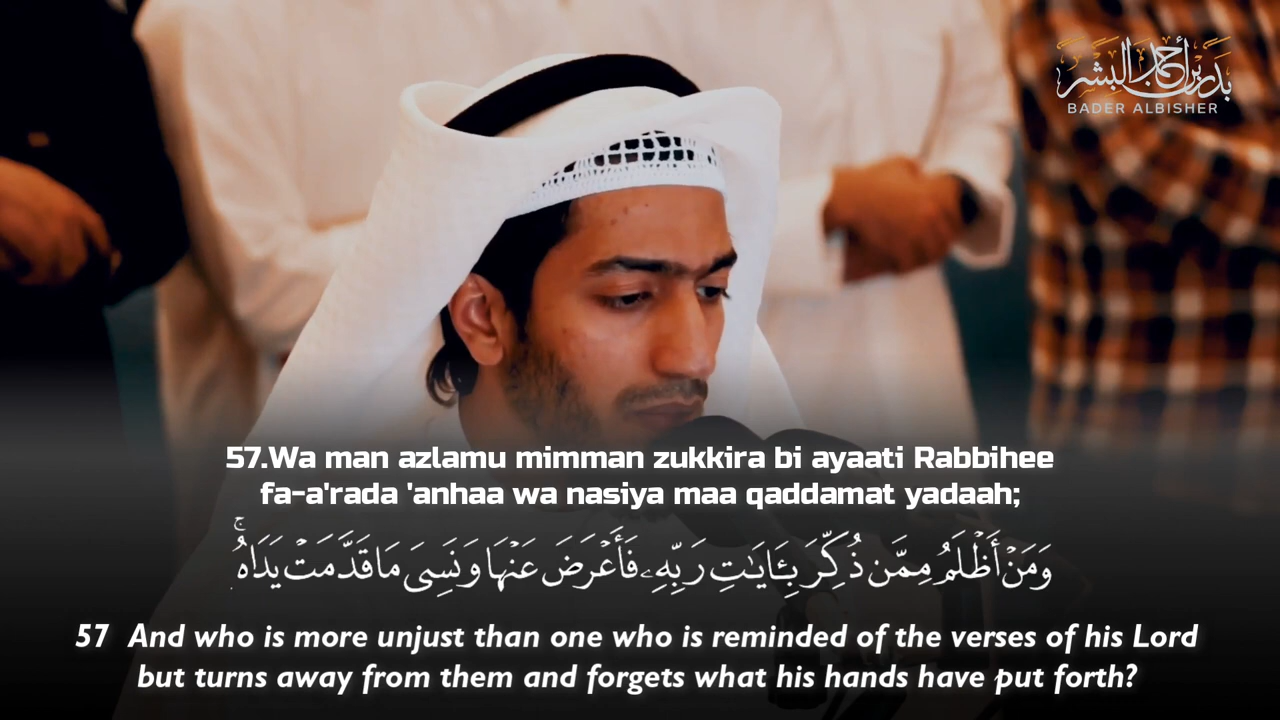 بدر بن أحمد البشر
BADER ALBISHER
57.Wa man azlamu mimman zukkira bi ayaati Rabbihee
fa-a'rada 'anhaa wa nasiya maa qaddamat yadaah;
وَمَنْ أَظْلَمُ مِمَّن ذُكِّرَ بِـَٔايَـٰتِ رَبِّهِۦ فَأَعْرَضَ عَنْهَا وَنَسِىَ مَا قَدَّمَتْ يَدَاهُ ۚ
57 And who is more unjust than one who is reminded of the verses of his Lord
but turns away from them and forgets what his hands have put forth?